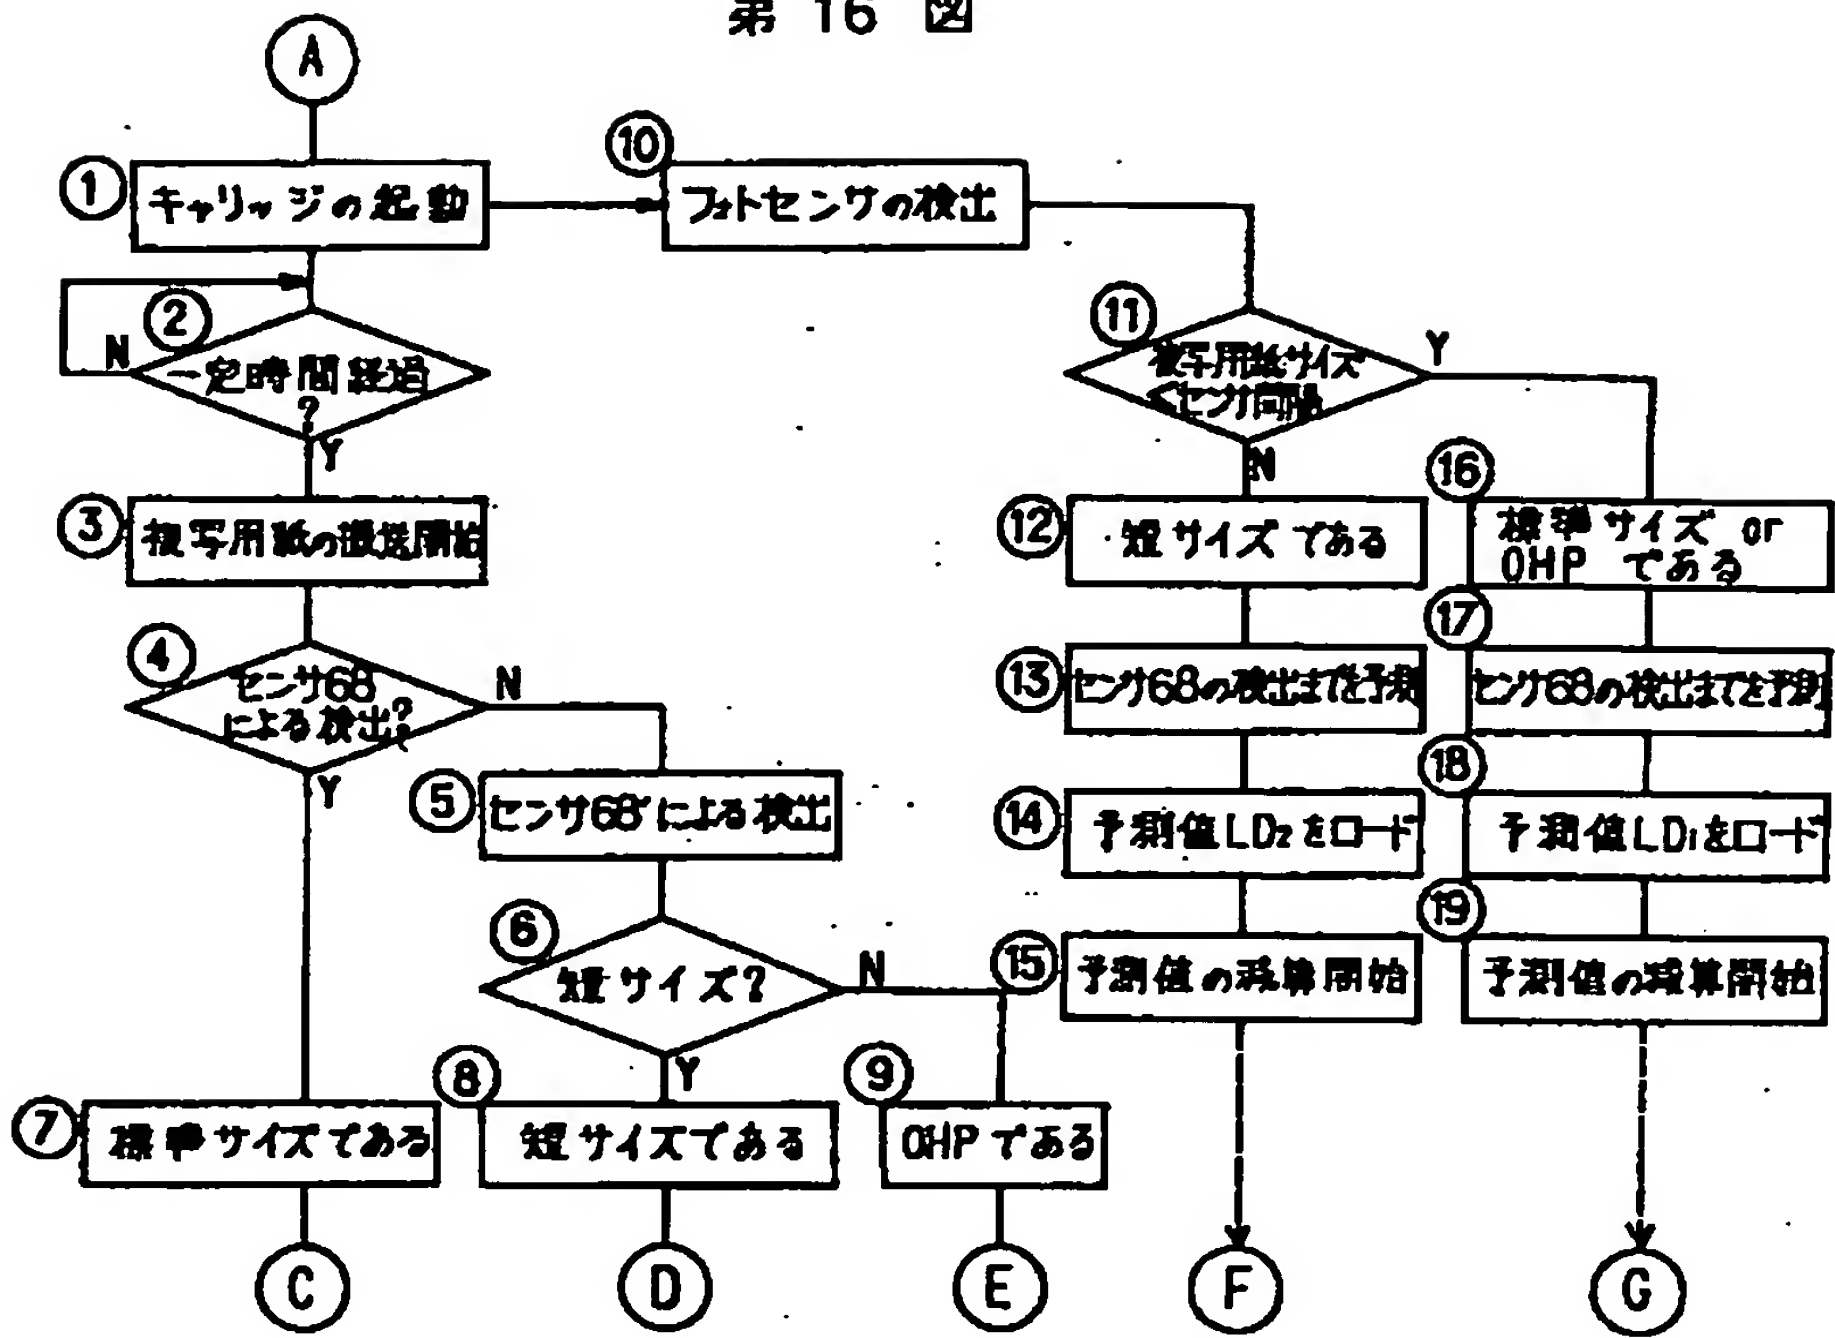 第 16 図
A
①
キャリッジの起動
⑩
フォトセンサの検出
②
N
一定時間経過
?
Y
③
複写用紙の搬送開始
④
センサ68
による検出?
N
Y
⑤
センサ68'による検出
⑥
短サイズ?
N
Y
⑦
標準サイズである
⑧
短サイズである
⑨
OHPである
⑪
複写用紙サイズ
<センサ間隔
Y
N
⑫
短サイズである
⑬
センサ68の検出までを予測
⑭
予測値LD2をロード
⑮
予測値の減算開始
⑯
標準サイズ or
OHP である
⑰
センサ68の検出までを予測
⑱
予測値LD1をロード
⑲
予測値の減算開始
C
D
E
F
G